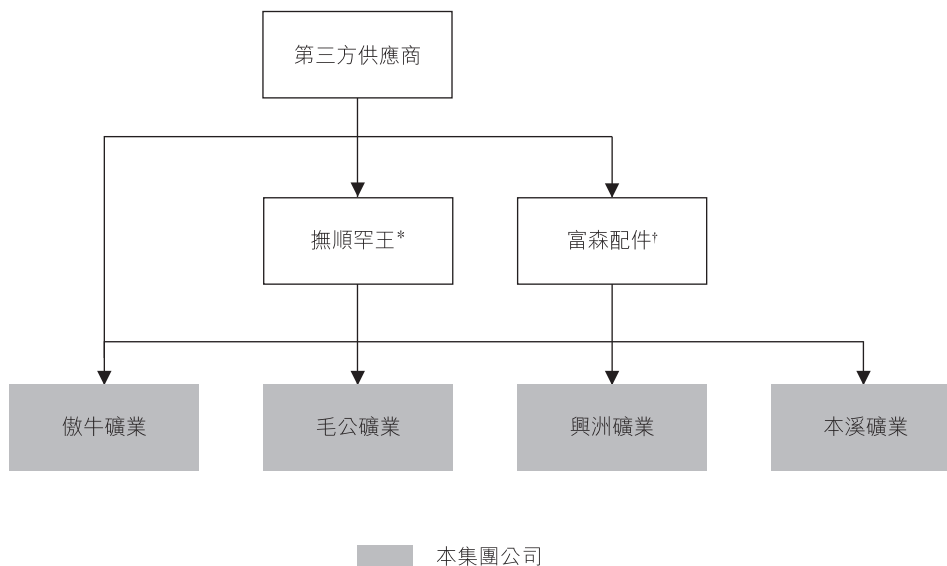 第三方供應商
撫順罕王*
富森配件†
傲牛礦業
毛公礦業
興洲礦業
本溪礦業
本集團公司